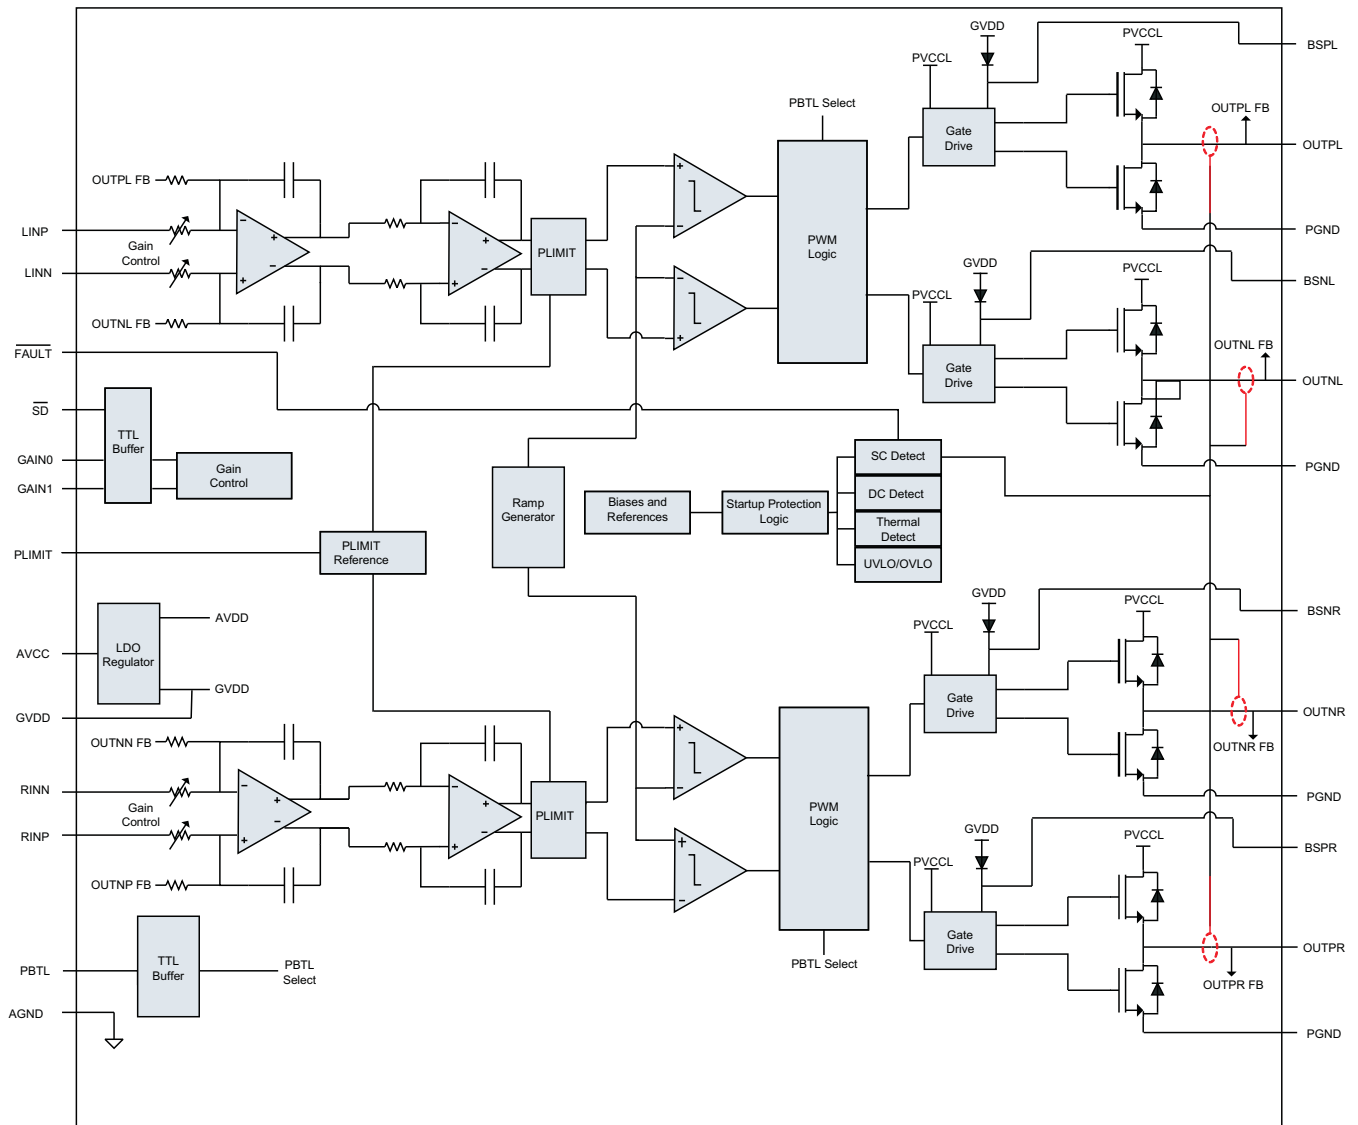 GVDD
PVCCL
BSPL
PVCCL
PBTL Select
OUTPL FB
Gate
Drive
OUTPL
OUTPL FB
LINP
Gain
Control
LINN
OUTNL FB
PLIMIT
PWM
Logic
PGND
GVDD
PVCCL
BSNL
PVCCL
OUTNL FB
Gate
Drive
OUTNL
PGND
FAULT
SD
GAIN0
GAIN1
TTL
Buffer
Gain
Control
Ramp
Generator
Biases and
References
Startup Protection
Logic
SC Detect
DC Detect
Thermal
Detect
UVLO/OVLO
PLIMIT
PLIMIT
Reference
AVCC
LDO
Regulator
AVDD
GVDD
GVDD
GVDD
PVCCL
BSNR
PVCCL
Gate
Drive
OUTNR
OUTNR FB
PGND
OUTNN FB
RINN
Gain
Control
RINP
OUTNP FB
PLIMIT
PWM
Logic
GVDD
PVCCL
BSPR
PVCCL
Gate
Drive
OUTPR
OUTPR FB
PGND
PBTL Select
PBTL
TTL
Buffer
PBTL
Select
AGND
- + + -
- + + -
+ -
- +
- + + -
- + + -
+ -
+ -